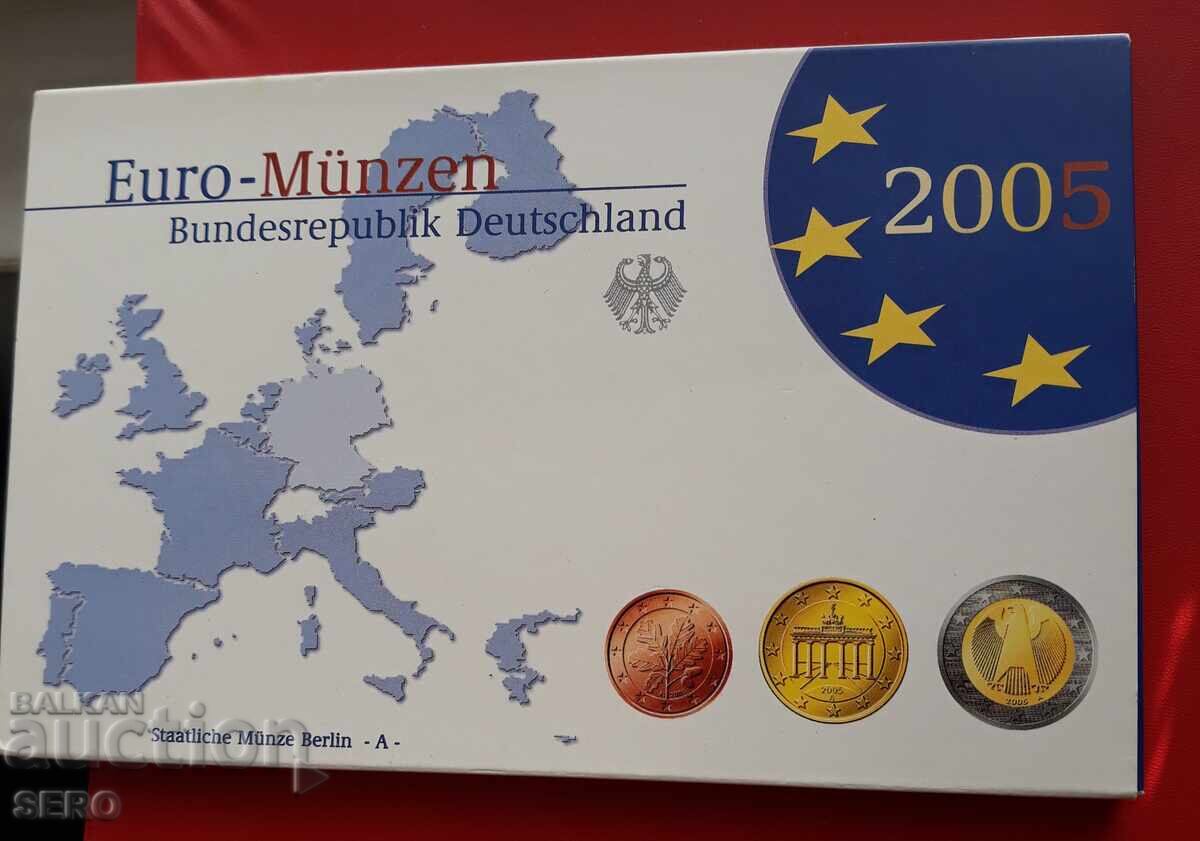 Euro-Münzen
Bundesrepublik Deutschland
2005
2005
A
2005 A
Staatliche Münze Berlin - A -
BALKAN
auction
SERO